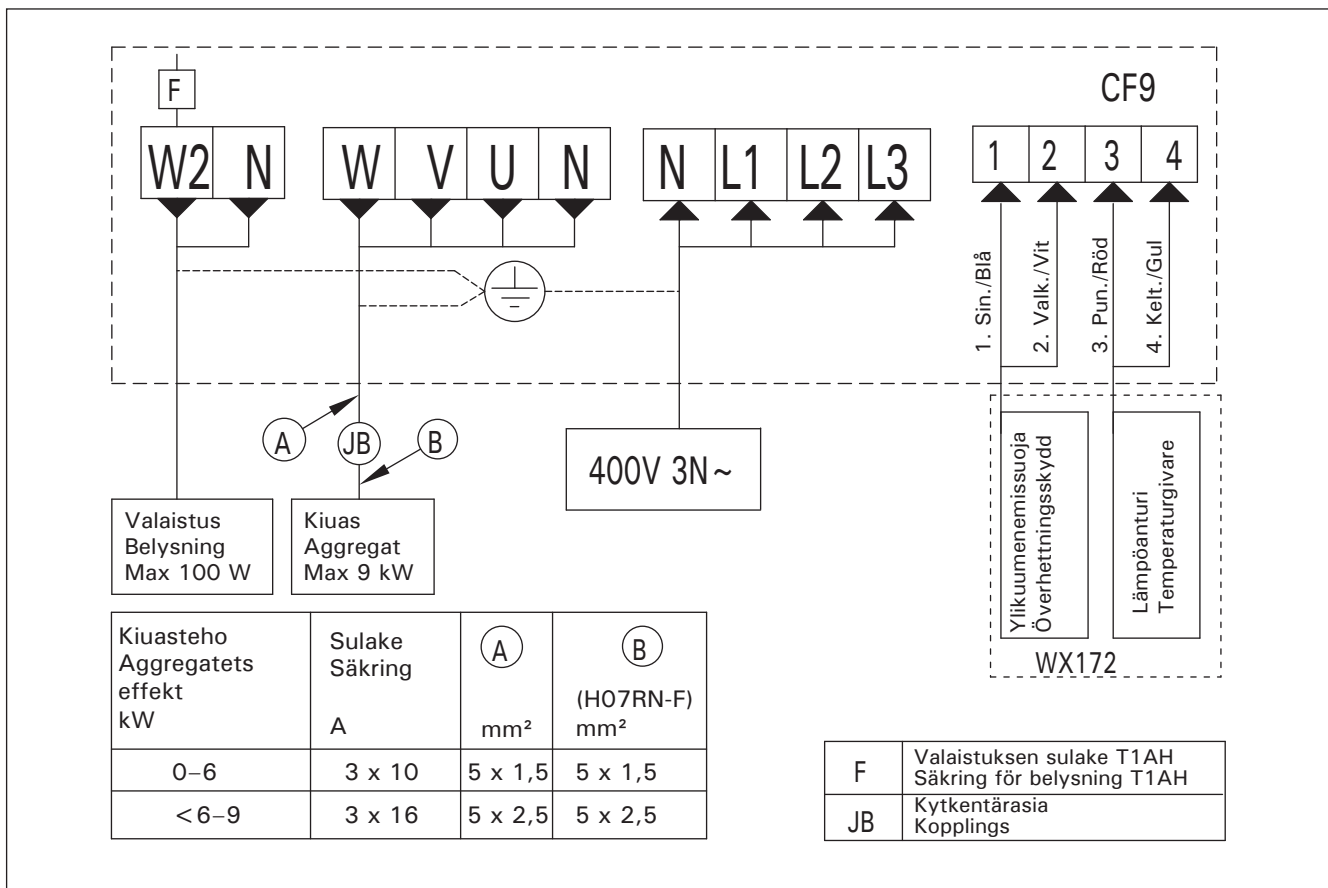 F
CF9
W2 N
W V U N
N L1 L2 L3
1 2 3 4
1. Sin./Blå
2. Valk./Vit
3. Pun./Röd
4. Kelt./Gul
A
JB
B
400V 3N~
Valaistus
Belysning
Max 100 W
Kiuas
Aggregat
Max 9 kW
Ylikuumenemissuoja
Överhettningsskydd
Lämpöanturi
Temperaturgivare
WX172
Kiuasteho
Aggregatets
effekt
kW
Sulake
Säkring
A
A
mm²
B
(H07RN-F)
mm²
0–6 3 x 10 5 x 1,5 5 x 1,5
<6–9 3 x 16 5 x 2,5 5 x 2,5
F
Valaistuksen sulake T1AH
Säkring för belysning T1AH
JB
Kytkentärasia
Kopplings